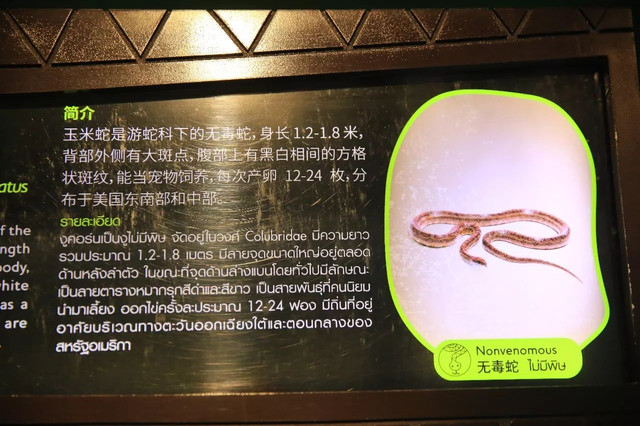 简介
玉米蛇是游蛇科下的无毒蛇，身长 1.2-1.8 米，
背部外侧有大斑点，腹部上有黑白相间的方格
状斑纹，能当宠物饲养，每次产卵 12-24 枚，分
布于美国东南部和中部。
รายละเอียด
งูคอร์นเป็นงูไม่มีพิษ จัดอยู่ในวงศ์ Colubridae มีความยาว
รวมประมาณ 1.2-1.8 เมตร มีลายจุดขนาดใหญ่อยู่ตลอด
ด้านหลังลำตัว ในขณะที่จุดด้านล่างแบนโดยทั่วไปมีลักษณะ
เป็นลายตารางหมากรุกสีดำและสีขาว เป็นสายพันธุ์ที่คนนิยม
นำมาเลี้ยง ออกไข่ครั้งละประมาณ 12-24 ฟอง มีถิ่นที่อยู่
อาศัยบริเวณทางตะวันออกเฉียงใต้และตอนกลางของ
สหรัฐอเมริกา
atus
of the
ngth
body,
white
as a
are
Nonvenomous
无毒蛇 ไม่มีพิษ